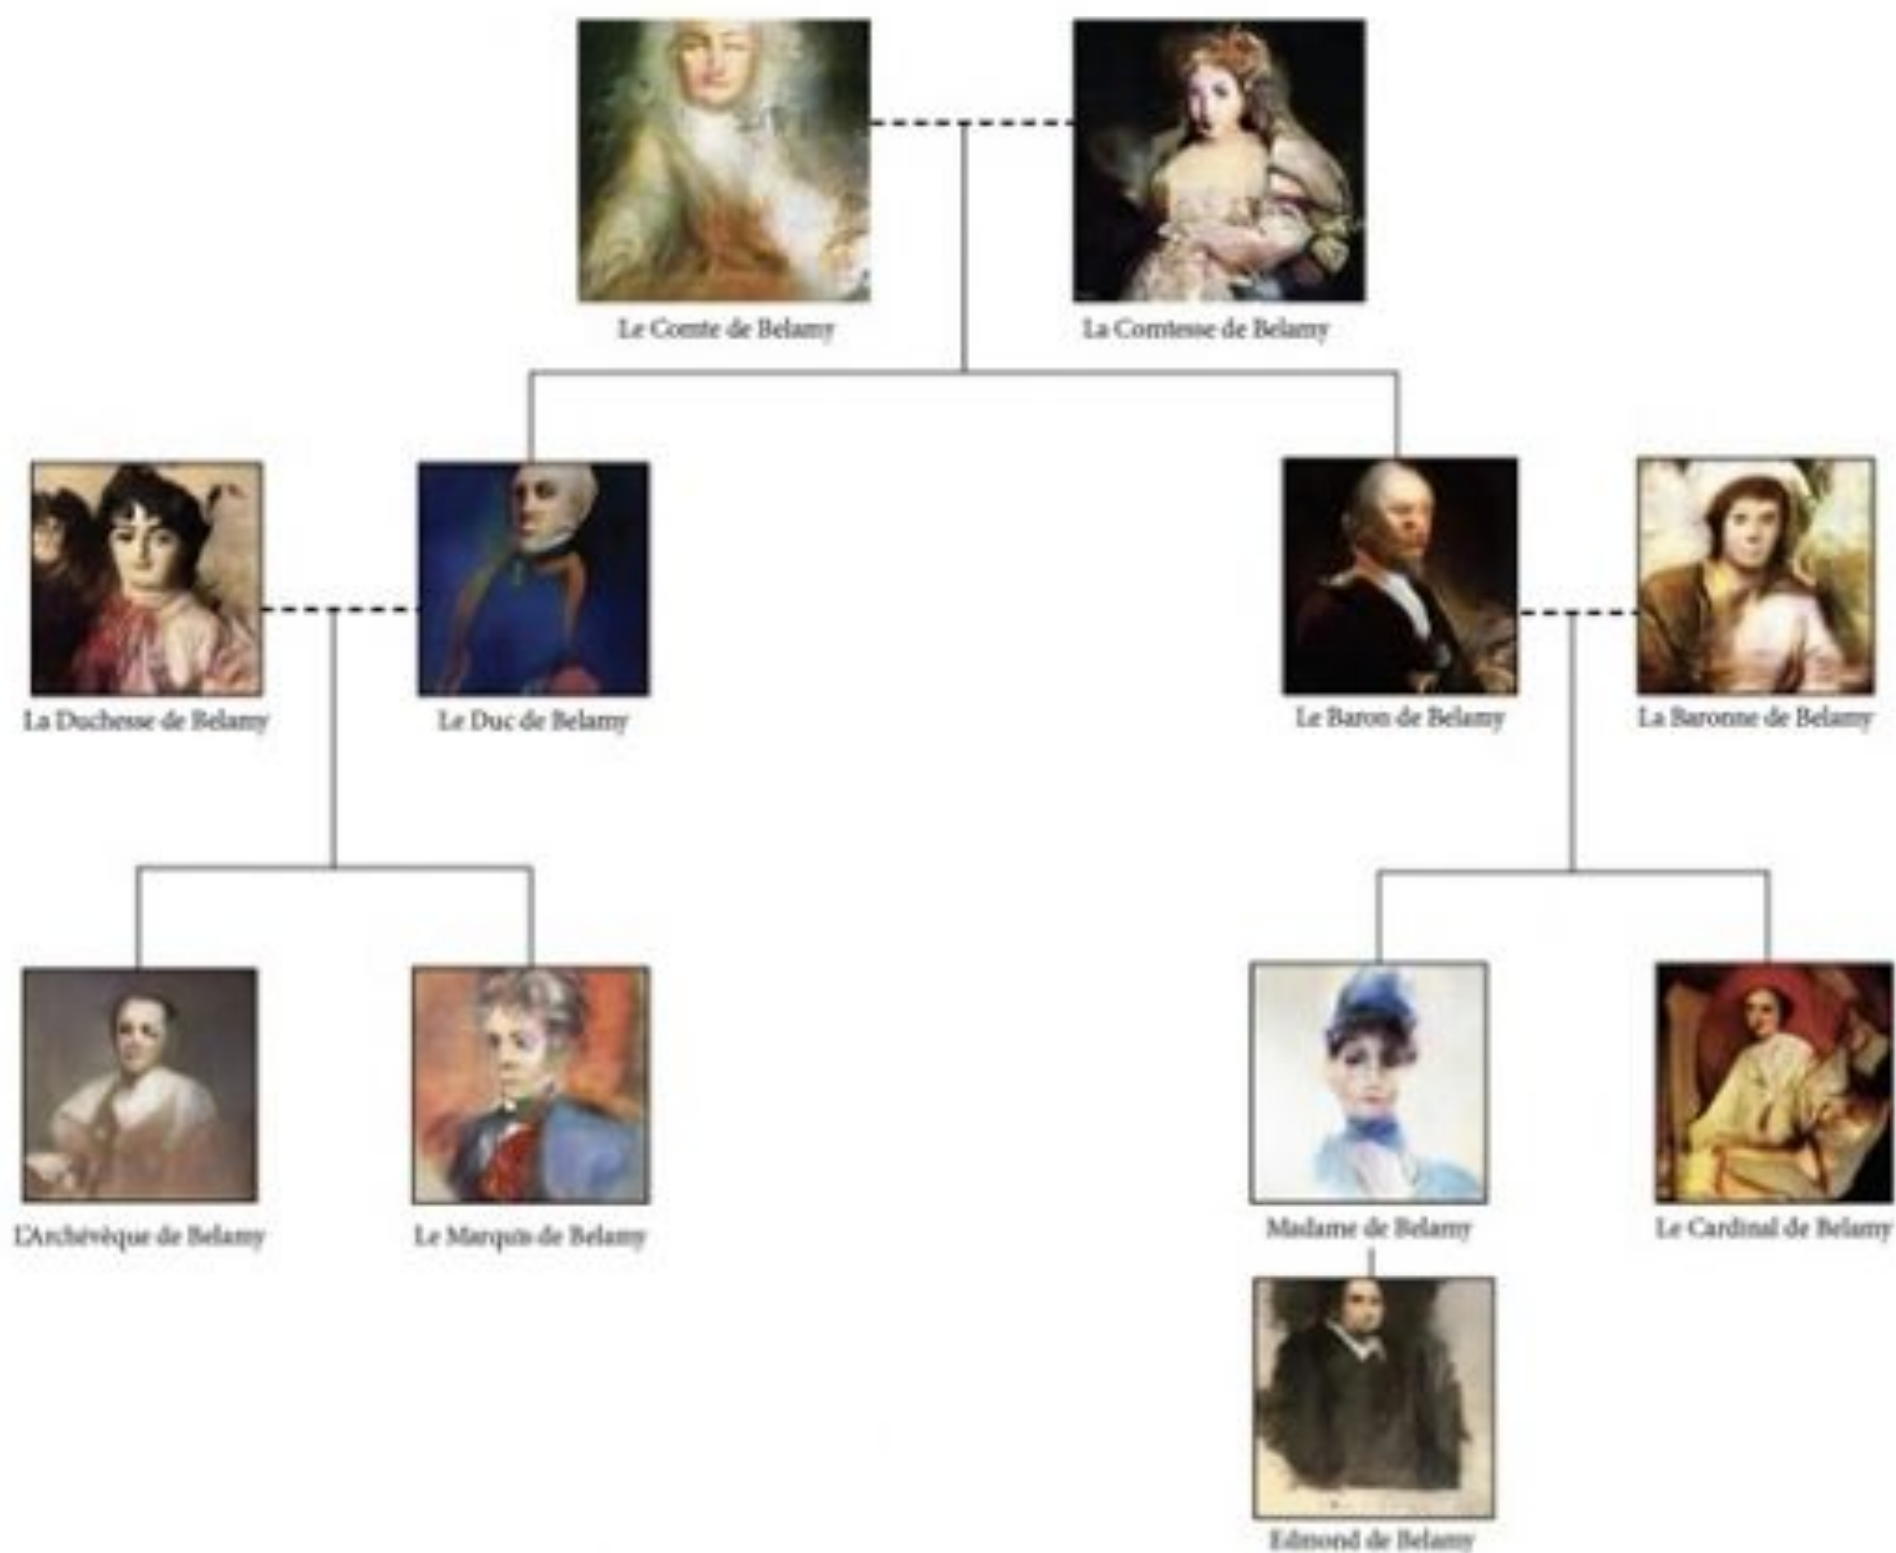 Le Comte de Belamy
La Comtesse de Belamy
La Duchesse de Belamy
Le Duc de Belamy
Le Baron de Belamy
La Baronne de Belamy
L'Archévèque de Belamy
Le Marquis de Belamy
Madame de Belamy
Le Cardinal de Belamy
Edmond de Belamy